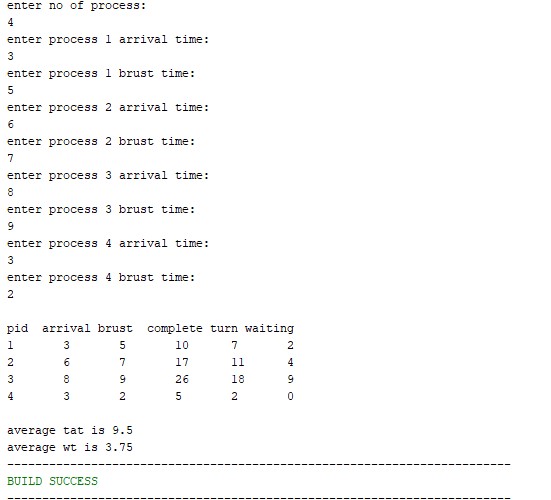 enter no of process:
4
enter process 1 arrival time:
3
enter process 1 brust time:
5
enter process 2 arrival time:
6
enter process 2 brust time:
7
enter process 3 arrival time:
8
enter process 3 brust time:
9
enter process 4 arrival time:
3
enter process 4 brust time:
2
pid arrival brust complete turn waiting
1 3 5 10 7 2
2 6 7 17 11 4
3 8 9 26 18 9
4 3 2 5 2 0
average tat is 9.5
average wt is 3.75
------------------------------------------------------------------------
BUILD SUCCESS
------------------------------------------------------------------------